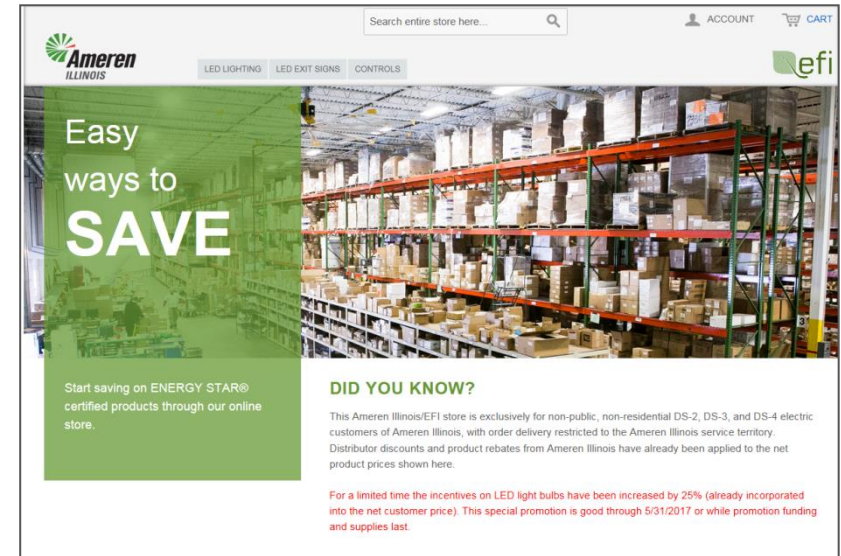 Search entire store here...
ACCOUNT
CART
Ameren
ILLINOIS
LED LIGHTING
LED EXIT SIGNS
CONTROLS
efi
Easy
ways to
SAVE
Start saving on ENERGY STAR®
certified products through our online
store.
DID YOU KNOW?
This Ameren Illinois/EFI store is exclusively for non-public, non-residential DS-2, DS-3, and DS-4 electric
customers of Ameren Illinois, with order delivery restricted to the Ameren Illinois service territory.
Distributor discounts and product rebates from Ameren Illinois have already been applied to the net
product prices shown here.
For a limited time the incentives on LED light bulbs have been increased by 25% (already incorporated
into the net customer price). This special promotion is good through 5/31/2017 or while promotion funding
and supplies last.